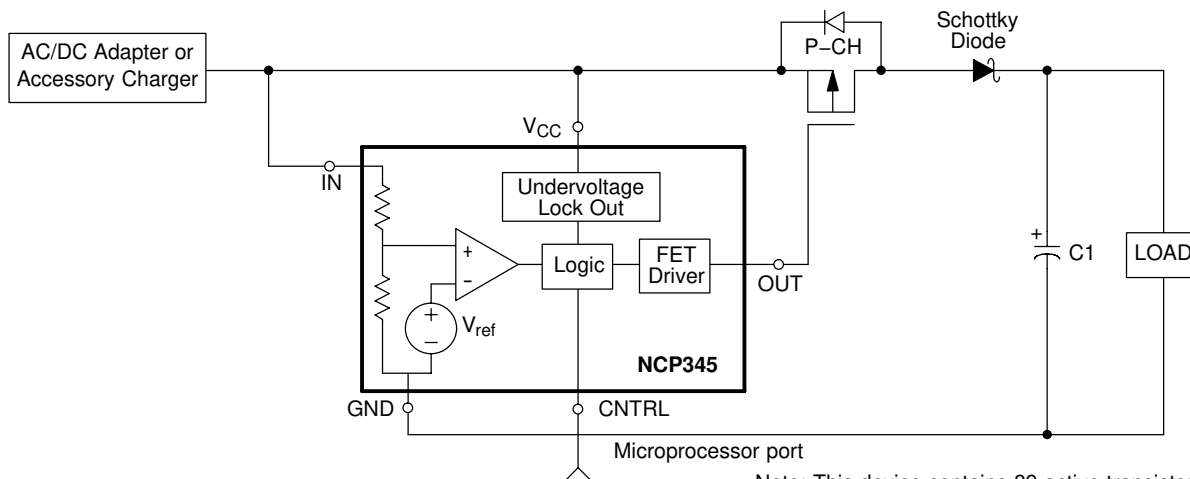 AC/DC Adapter or
Accessory Charger
P−CH
Schottky
Diode
VCC
IN
Undervoltage
Lock Out
+
−
Logic
FET
Driver
OUT
+
C1
LOAD
+
−
Vref
NCP345
GND
CNTRL
Microprocessor port